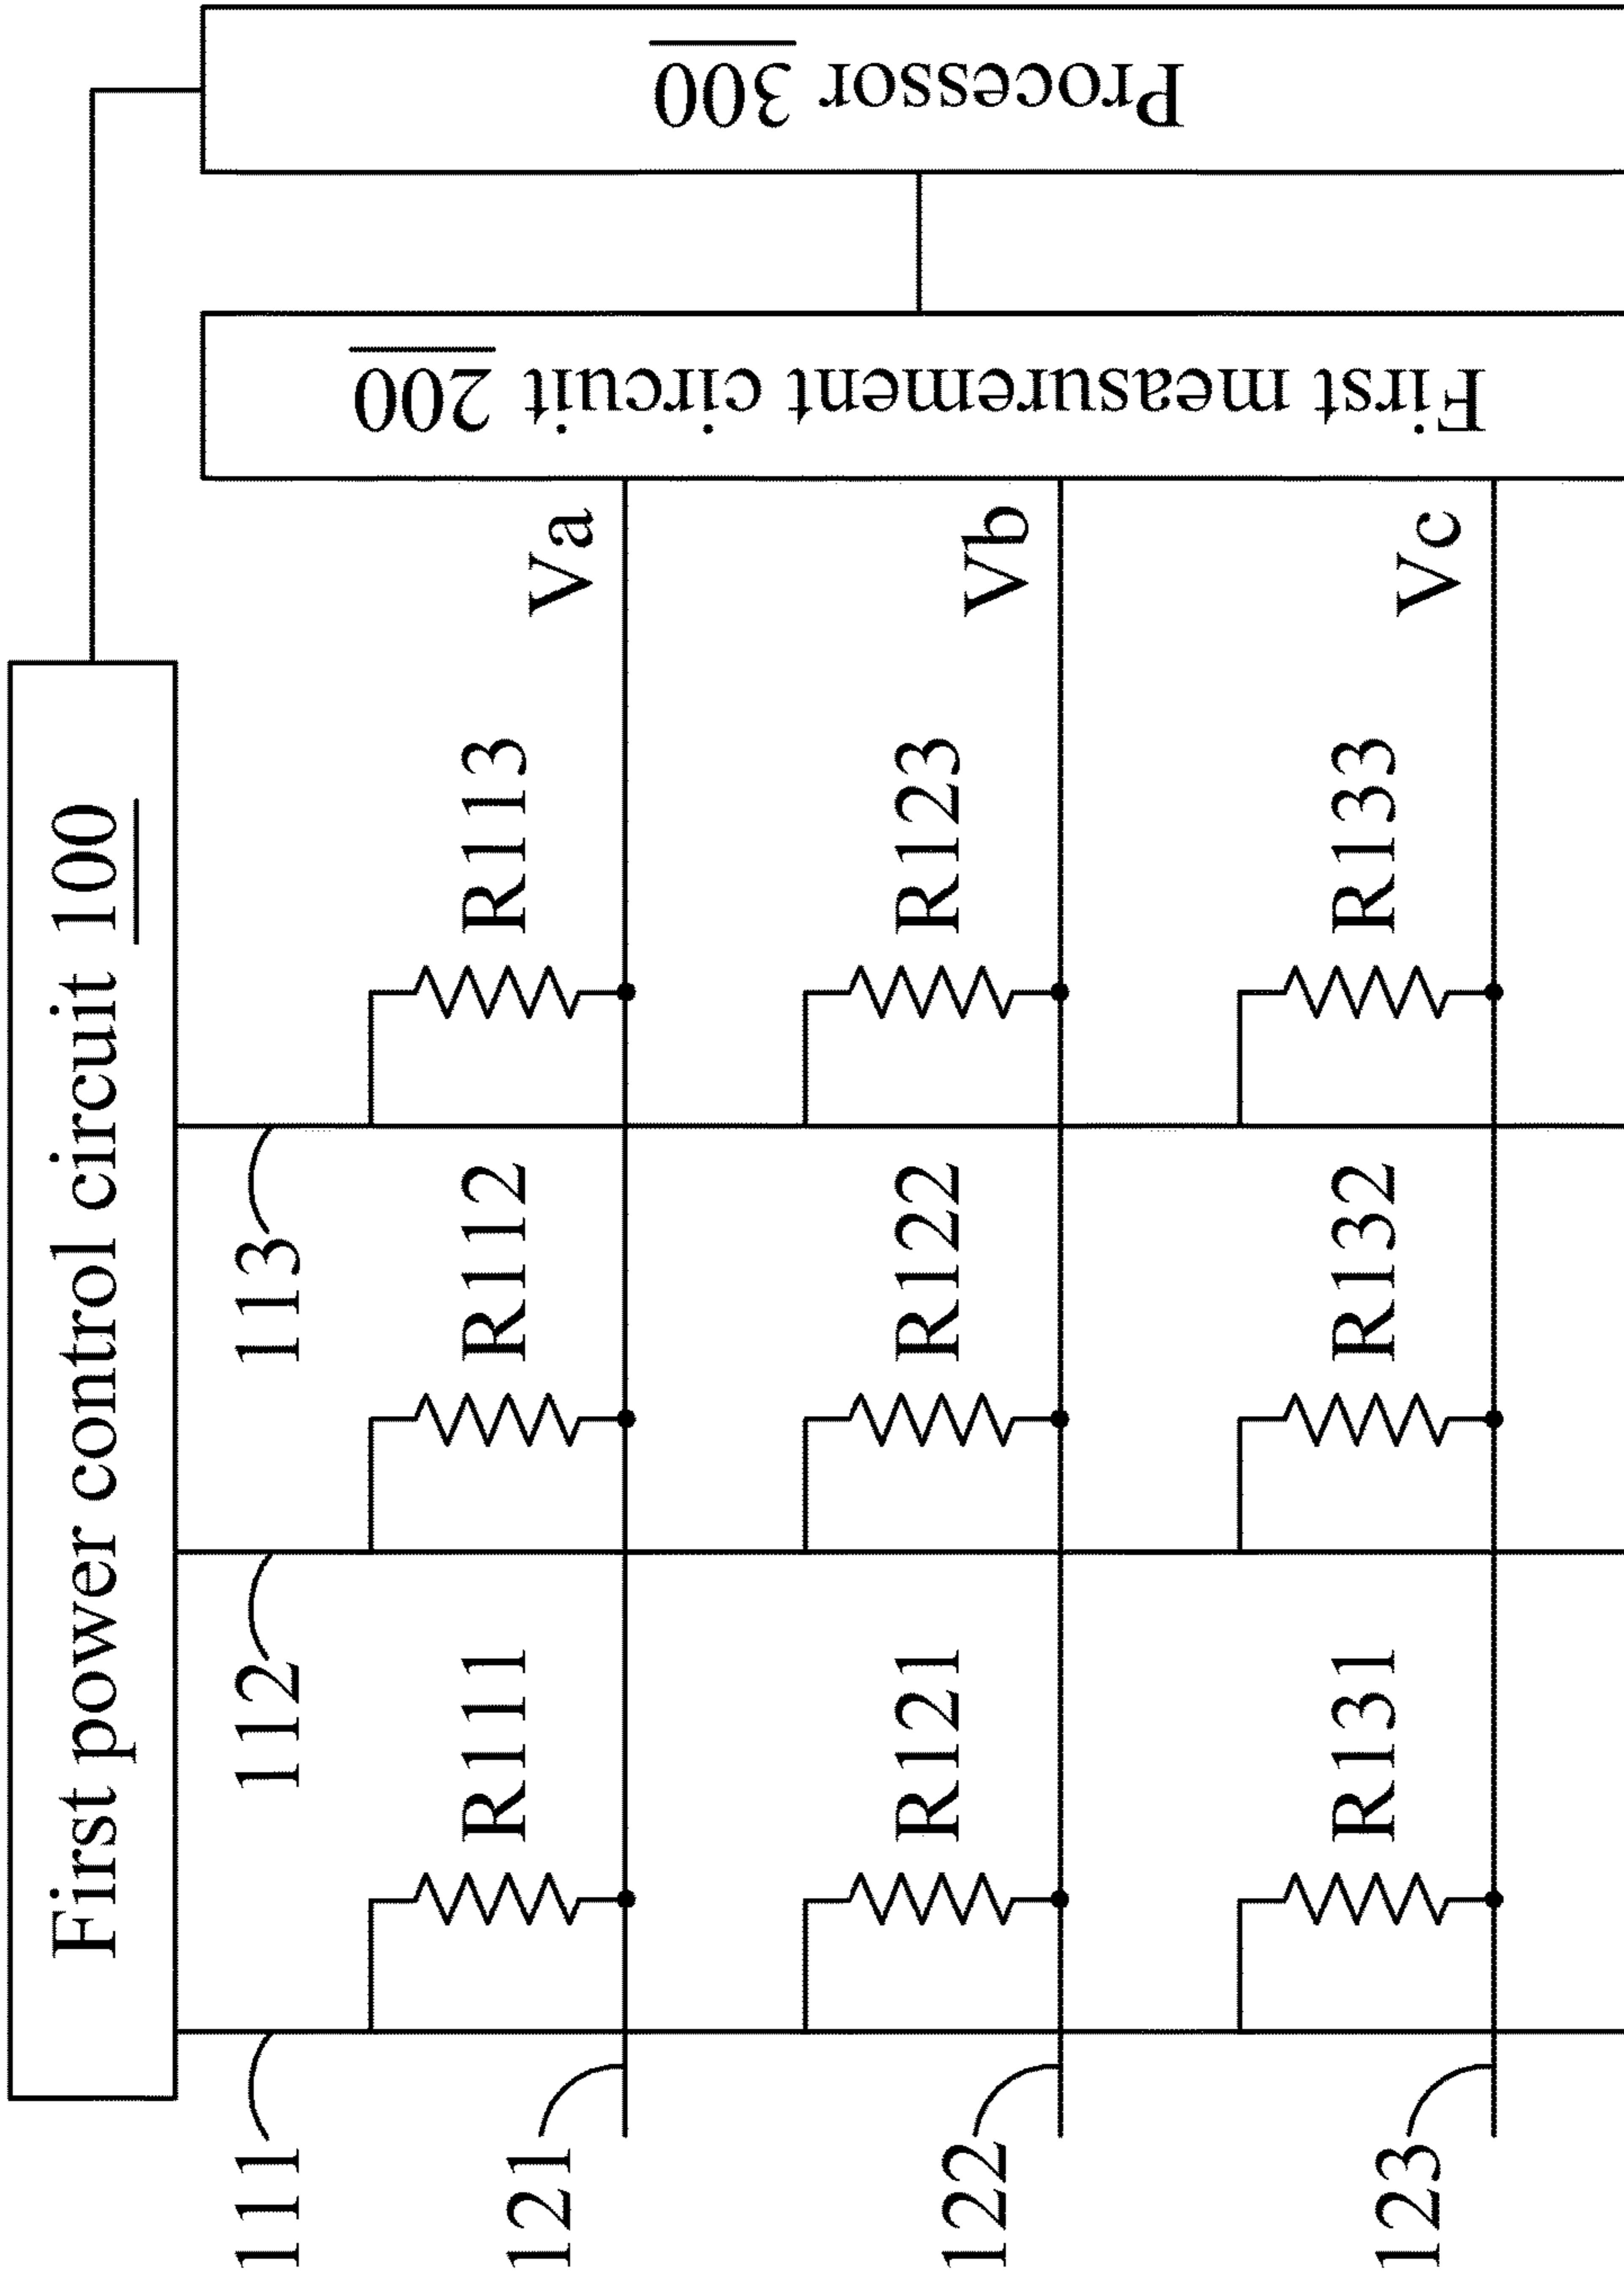 First power control circuit 100
111
112
113
R111
R112
R113
121
Va
R121
R122
R123
122
Vb
R131
R132
R133
123
Vc
First measurement circuit 200
Processor 300